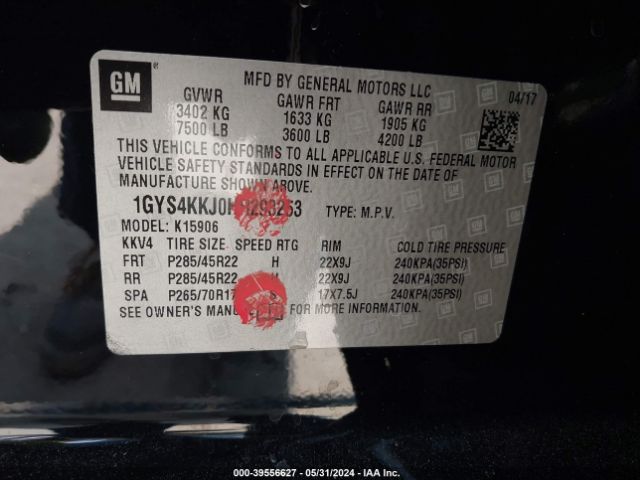 GM
MFD BY GENERAL MOTORS LLC
04/17
GVWR GAWR FRT GAWR RR
3402 KG 1633 KG 1905 KG
7500 LB 3600 LB 4200 LB
THIS VEHICLE CONFORMS TO ALL APPLICABLE U.S. FEDERAL MOTOR
VEHICLE SAFETY STANDARDS IN EFFECT ON THE DATE OF
MANUFACTURE SHOWN ABOVE.
TYPE: M.P.V.
MODEL: K15906
KKV4 TIRE SIZE SPEED RTG RIM COLD TIRE PRESSURE
FRT P285/45R22 H 22X9J 240KPA(35PSI)
RR P285/45R22 H 22X9J 240KPA(35PSI)
SPA P265/70R17 S 17X7.5J 240KPA(35PSI)
SEE OWNER'S MANUAL FOR MORE INFORMATION.
© - 39556627 - 05/31/2024 - IAA Inc.